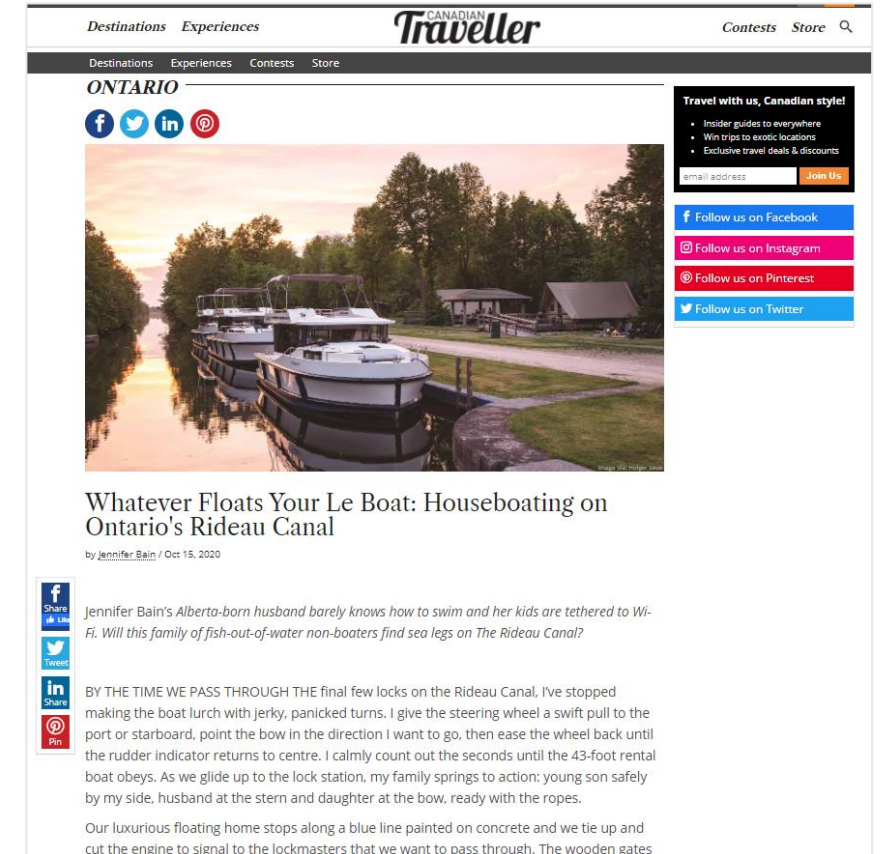 Destinations Experiences
CANADIAN
Traveller
Contests Store
Destinations Experiences Contests Store
ONTARIO
Travel with us, Canadian style!
Insider guides to everywhere
Win trips to exotic locations
Exclusive travel deals & discounts
email address Join Us
Follow us on Facebook
Follow us on Instagram
Follow us on Pinterest
Follow us on Twitter
Image via: Holger Leue
Whatever Floats Your Le Boat: Houseboating on
Ontario's Rideau Canal
by Jennifer Bain / Oct 15, 2020
Share
Like
Tweet
Share
Pin
Jennifer Bain’s Alberta-born husband barely knows how to swim and her kids are tethered to Wi-
Fi. Will this family of fish-out-of-water non-boaters find sea legs on The Rideau Canal?
BY THE TIME WE PASS THROUGH THE final few locks on the Rideau Canal, I’ve stopped
making the boat lurch with jerky, panicked turns. I give the steering wheel a swift pull to the
port or starboard, point the bow in the direction I want to go, then ease the wheel back until
the rudder indicator returns to centre. I calmly count out the seconds until the 43-foot rental
boat obeys. As we glide up to the lock station, my family springs to action: young son safely
by my side, husband at the stern and daughter at the bow, ready with the ropes.
Our luxurious floating home stops along a blue line painted on concrete and we tie up and
cut the engine to signal to the lockmasters that we want to pass through. The wooden gates